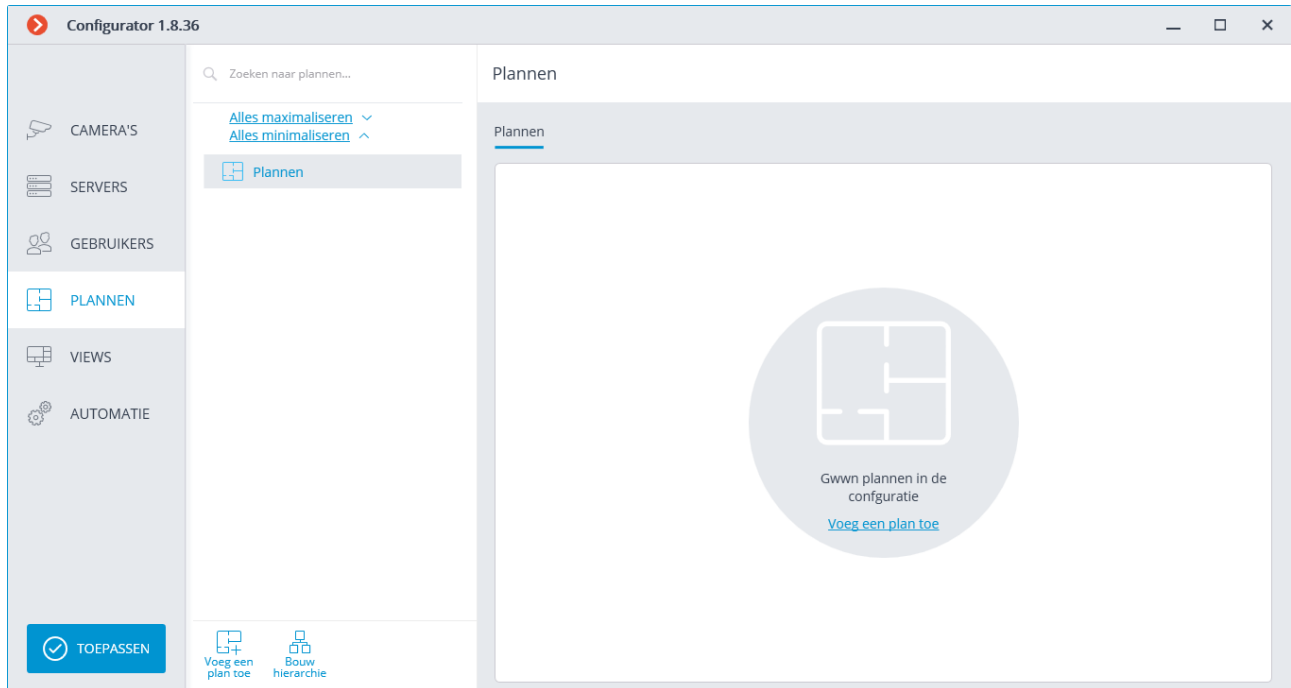 Configurator 1.8.36
CAMERA'S
SERVERS
GEBRUIKERS
PLANNEN
VIEWS
AUTOMATIE
TOEPASSEN
Zoeken naar plannen...
Alles maximaliseren
Alles minimaliseren
Plannen
Voeg een
plan toe
Bouw
hierarchie
Plannen
Plannen
Gwwn plannen in de
confguratie
Voeg een plan toe